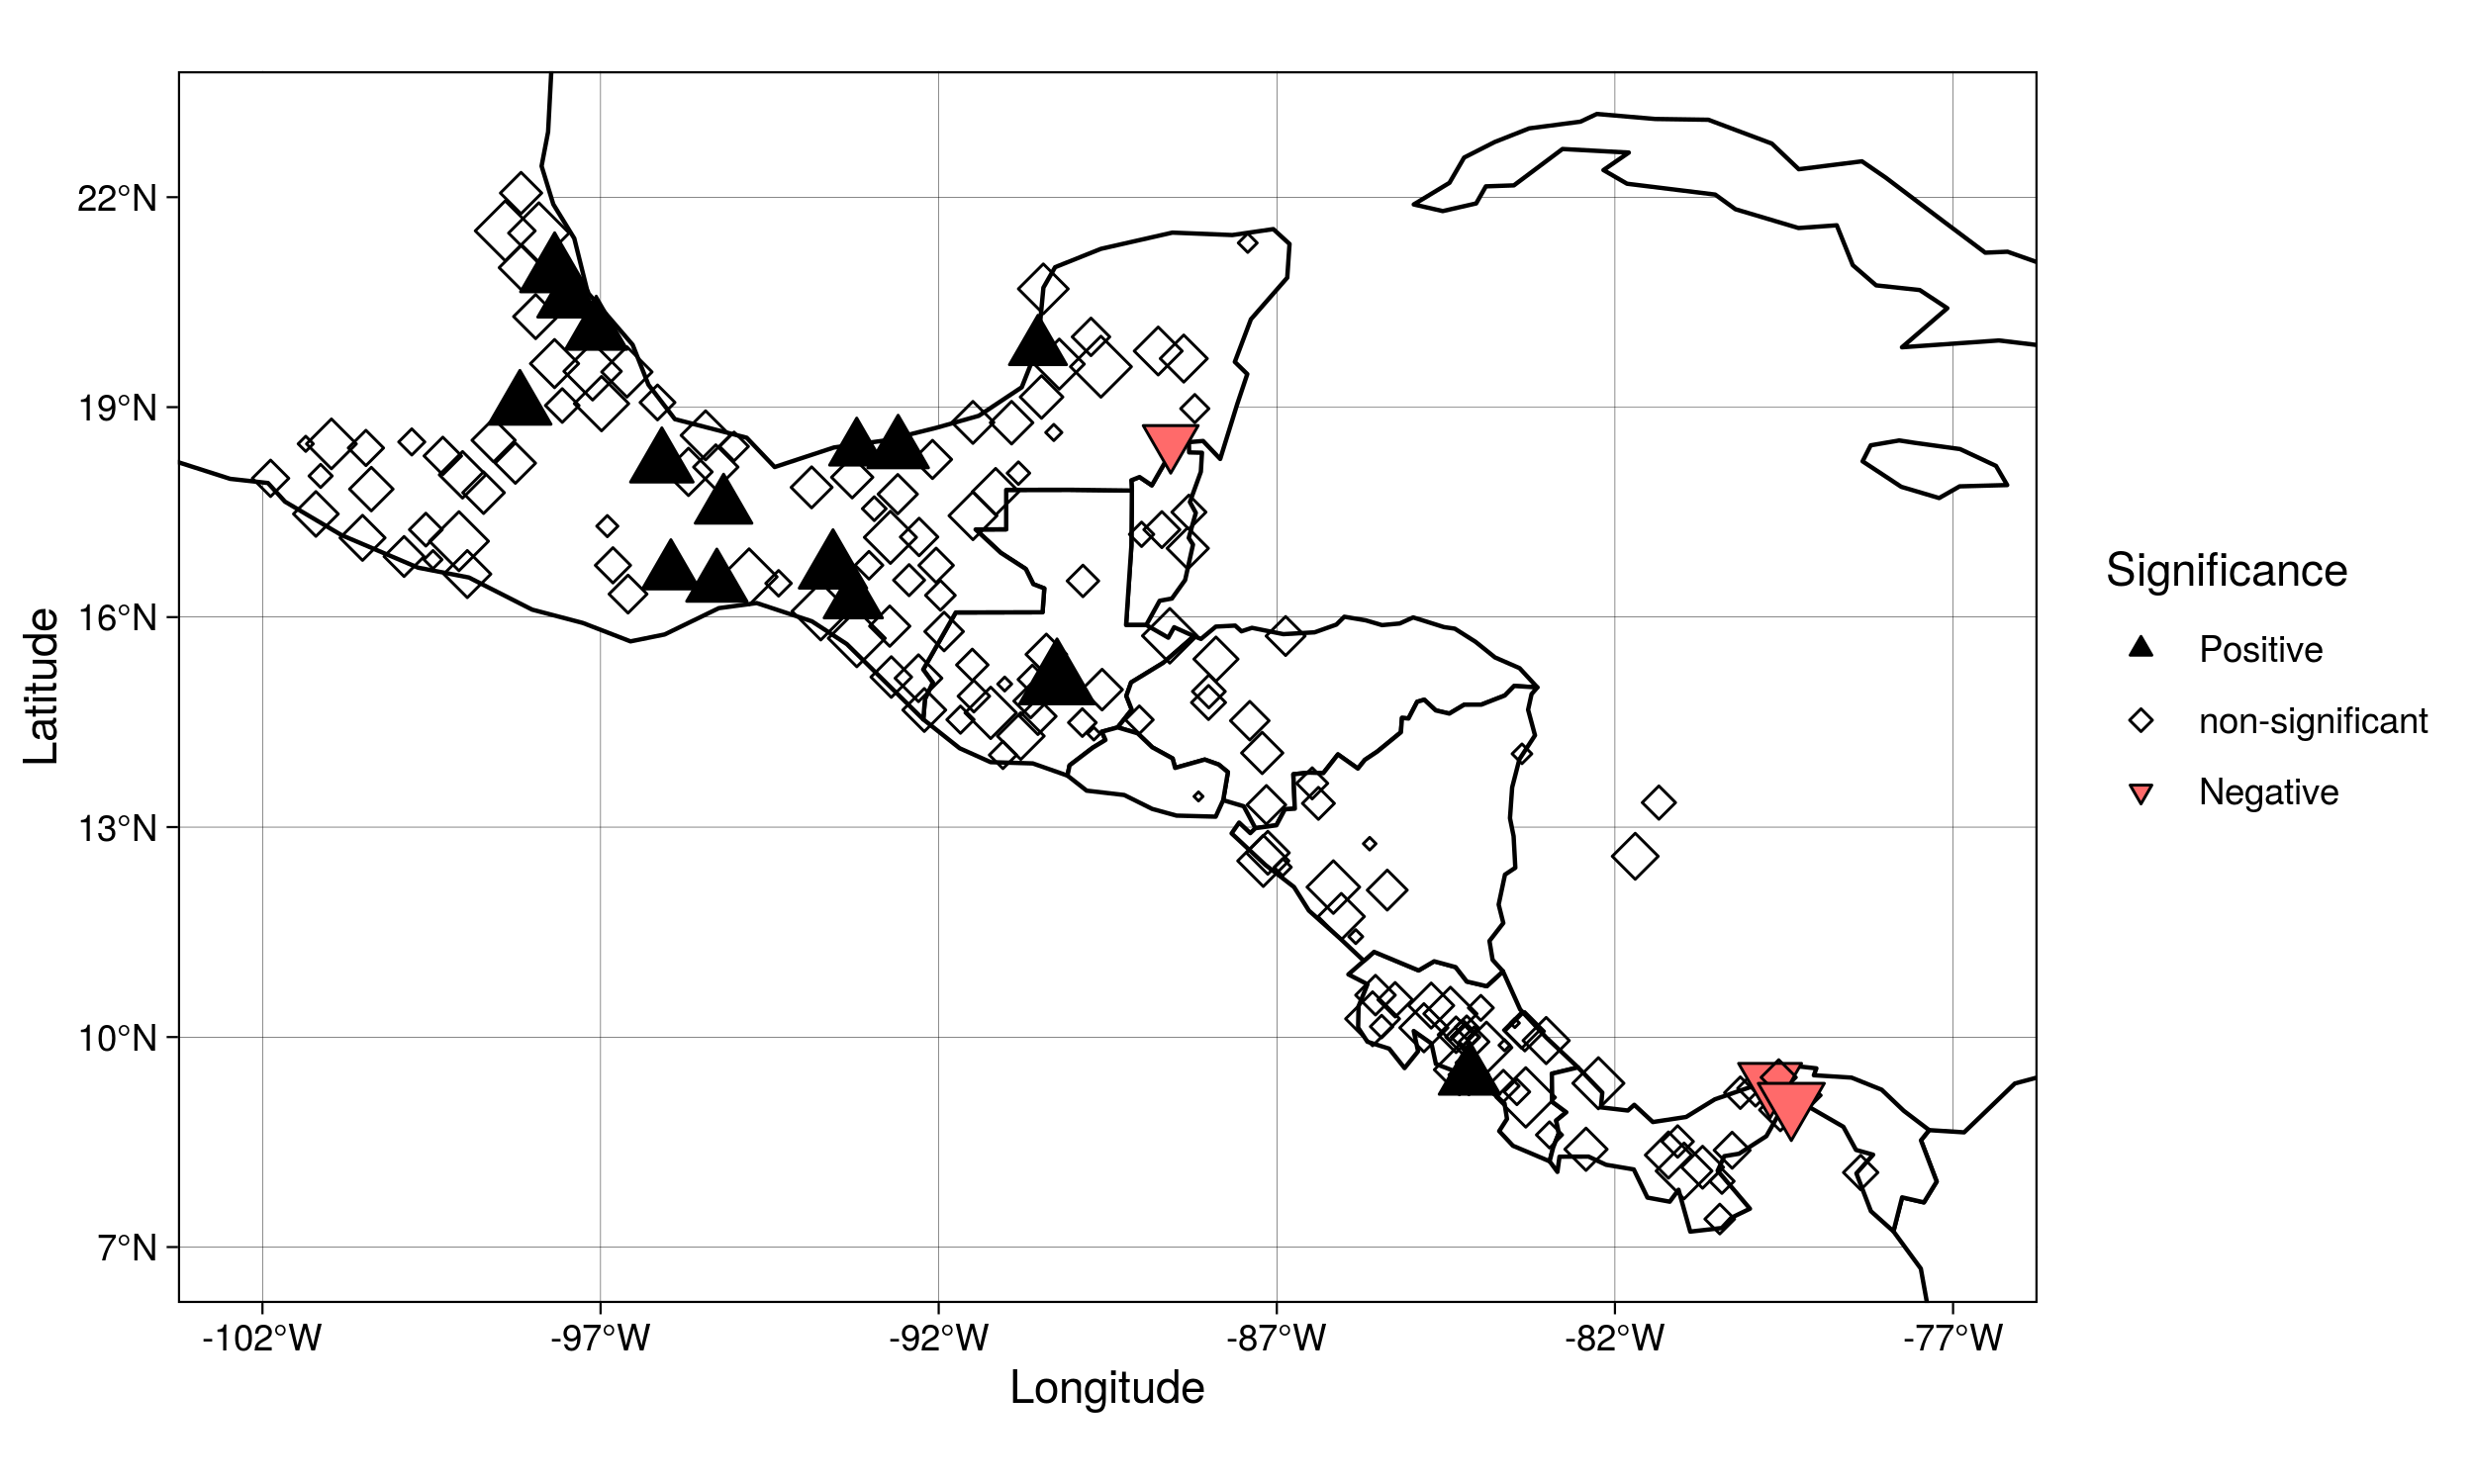 22°N
19°N
16°N
13°N
10°N
7°N
Latitude
-102°W
-97°W
-92°W
-87°W
-82°W
-77°W
Longitude
Significance
Positive
non-significant
Negative